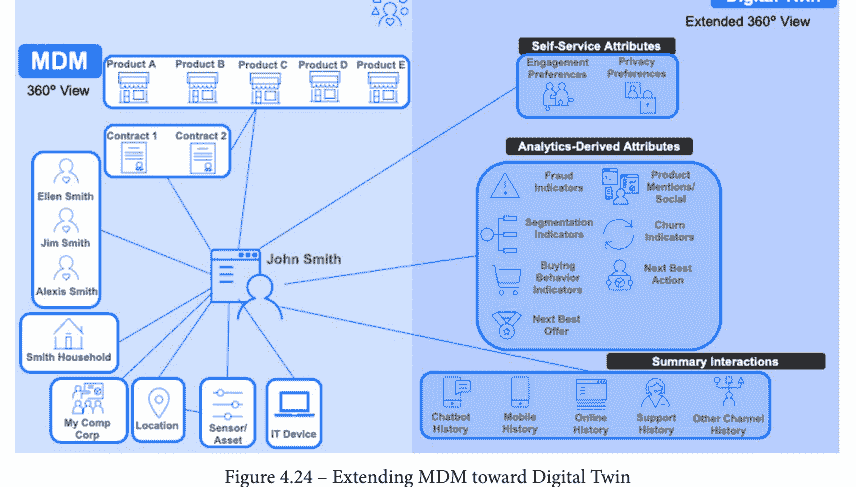 Extended 360° View
MDM
360° View
Product A Product B Product C Product D Product E
Self-Service Attributes
Engagement Privacy
Preferences Preferences
Contract 1 Contract 2
Analytics-Derived Attributes
Ellen Smith
Jim Smith
Alexis Smith
Fraud Product
Indicators Mentions/
Social
Segmentation Churn
Indicators Indicators
Buying Next Best
Behavior Action
Indicators
Next Best
Offer
John Smith
Smith Household
My Comp
Corp
Location
Sensor/
Asset
IT Device
Summary Interactions
Chatbot Mobile Online Support Other Channel
History History History History History
Figure 4.24 – Extending MDM toward Digital Twin